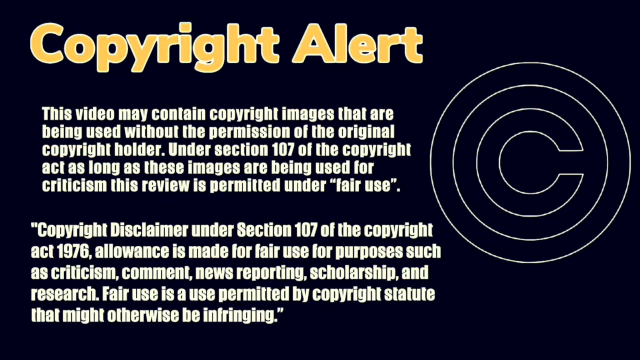 Copyright Alert
This video may contain copyright images that are
being used without the permission of the original
copyright holder. Under section 107 of the copyright
act as long as these images are being used for
criticism this review is permitted under “fair use”.
"Copyright Disclaimer under Section 107 of the copyright
act 1976, allowance is made for fair use for purposes such
as criticism, comment, news reporting, scholarship, and
research. Fair use is a use permitted by copyright statute
that might otherwise be infringing.”